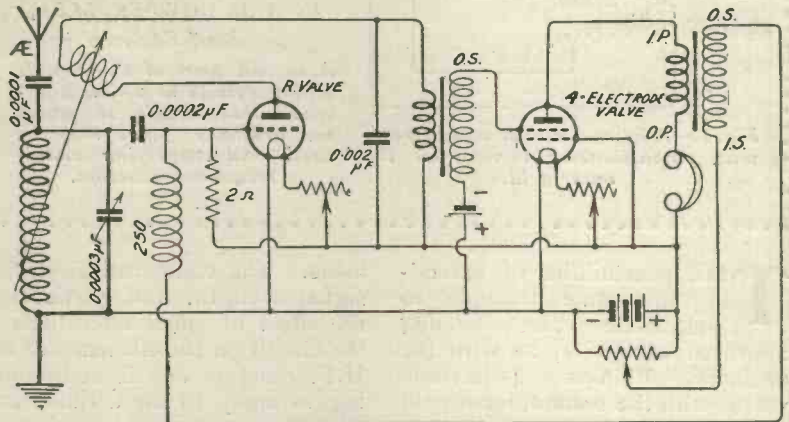 Æ
0.0001
µF
0.0002µF
R.VALVE
0.0003µF
250
2Ω
0.002
µF
O.S.
-
+
4-ELECTRODE
VALVE
I.P.
O.P.
O.S.
I.S.
-
+